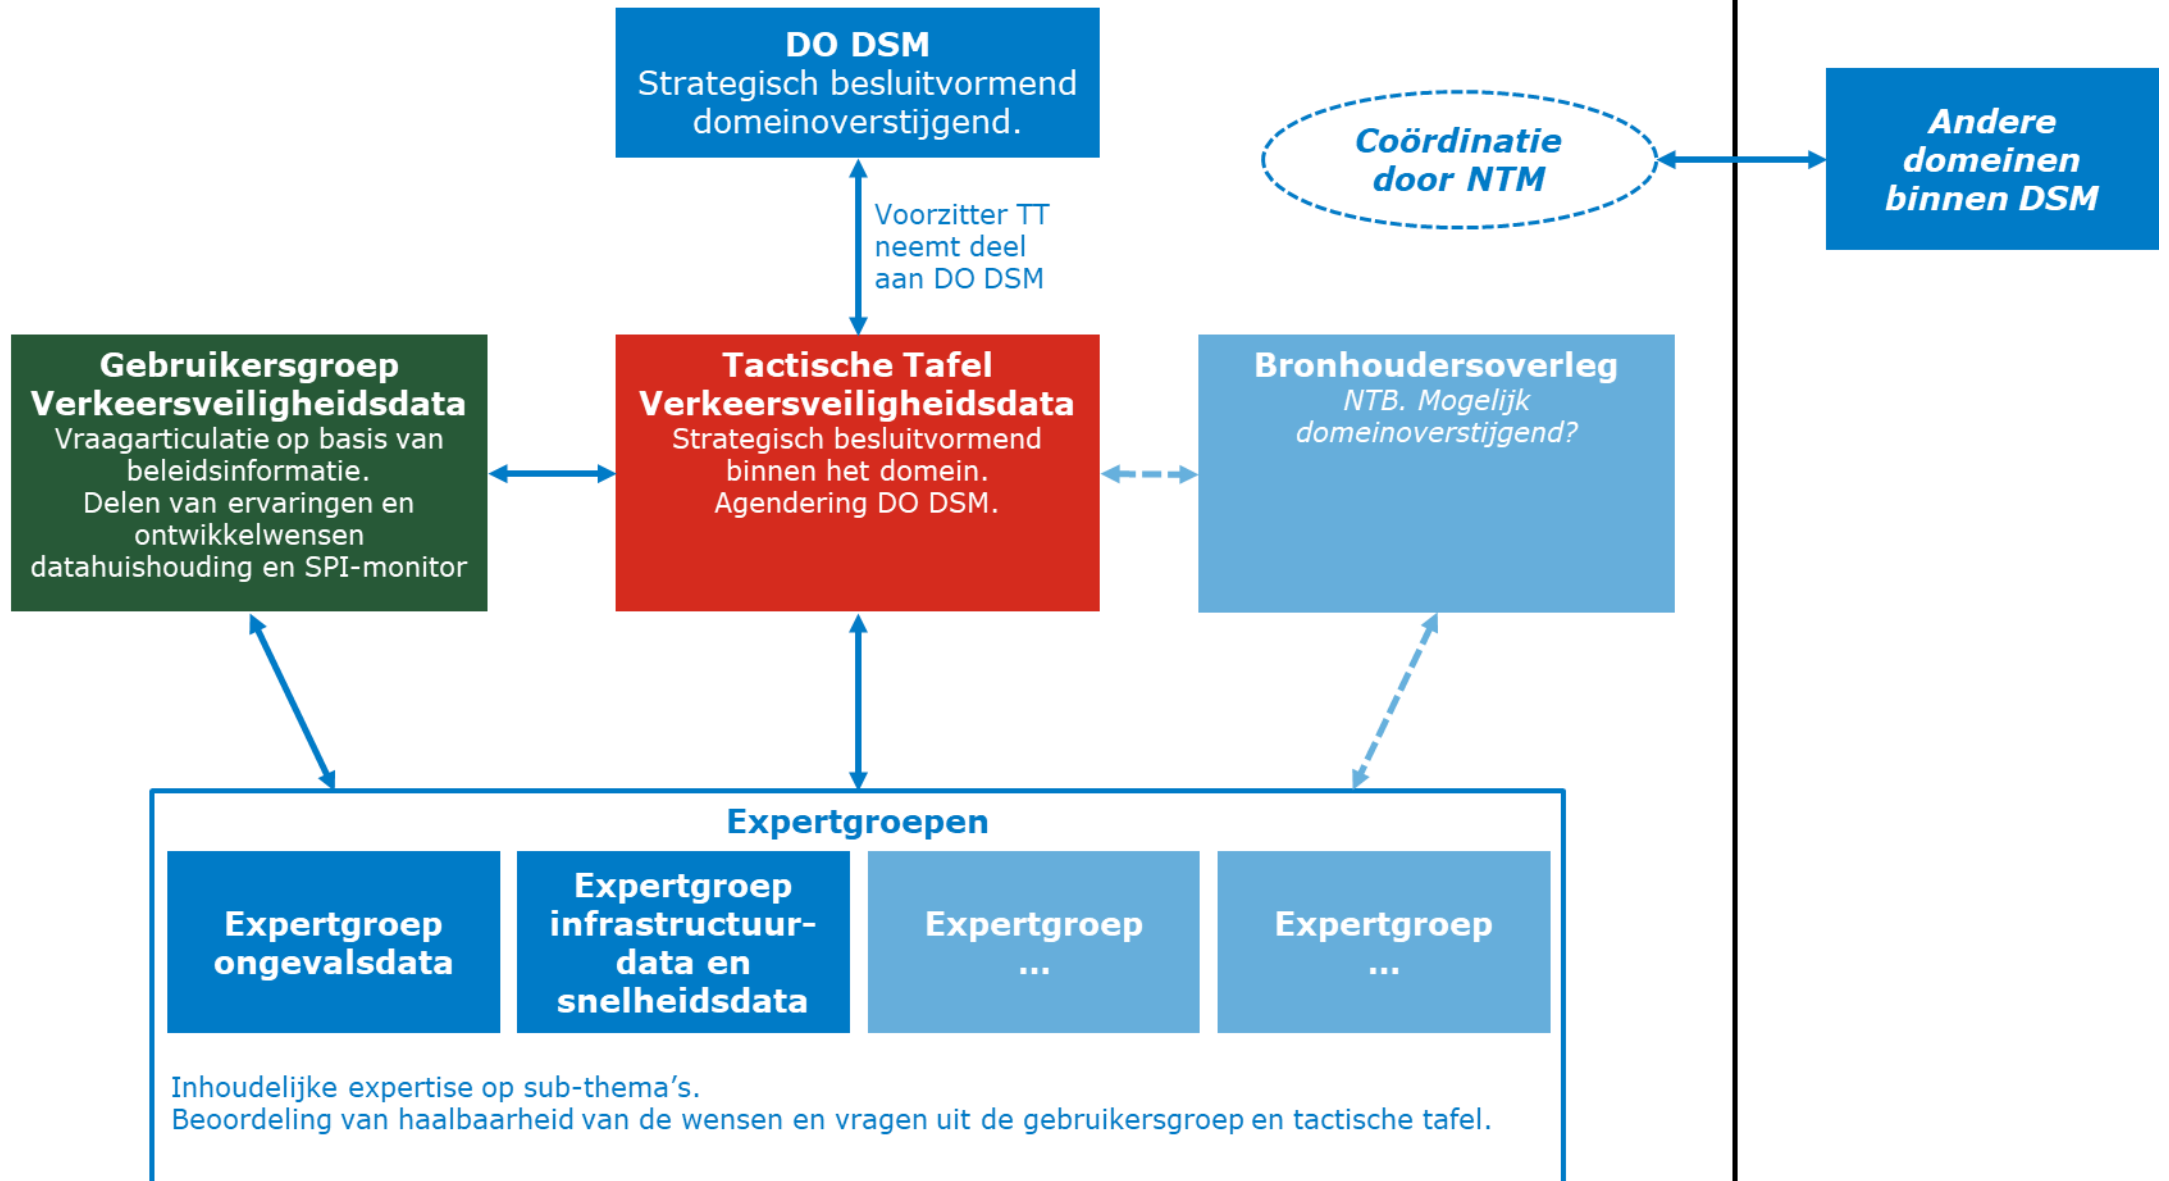 DO DSM
Strategisch besluitvormend
domeinoverstijgend.
Coördinatie
door NTM
Andere
domeinen
binnen DSM
Voorzitter TT
neemt deel
aan DO DSM
Gebruikersgroep
Verkeersveiligheidsdata
Vraagarticulatie op basis van
beleidsinformatie.
Delen van ervaringen en
ontwikkelwensen
datahuishouding en SPI-monitor
Tactische Tafel
Verkeersveiligheidsdata
Strategisch besluitvormend
binnen het domein.
Agendering DO DSM.
Bronhoudersoverleg
NTB. Mogelijk
domeinoverstijgend?
Expertgroepen
Expertgroep
ongevalsdata
Expertgroep
infrastructuur–
data en
snelheidsdata
Expertgroep
...
Expertgroep
...
Inhoudelijke expertise op sub-thema’s.
Beoordeling van haalbaarheid van de wensen en vragen uit de gebruikersgroep en tactische tafel.